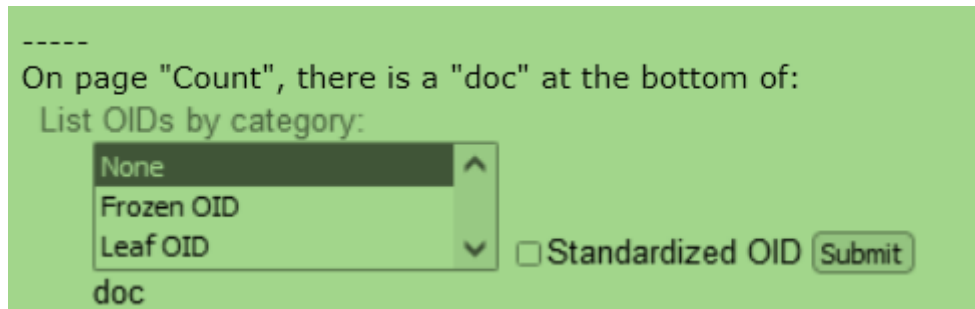 -----
On page "Count", there is a "doc" at the bottom of:
List OIDs by category:
None
Frozen OID
Leaf OID
Standardized OID Submit
doc